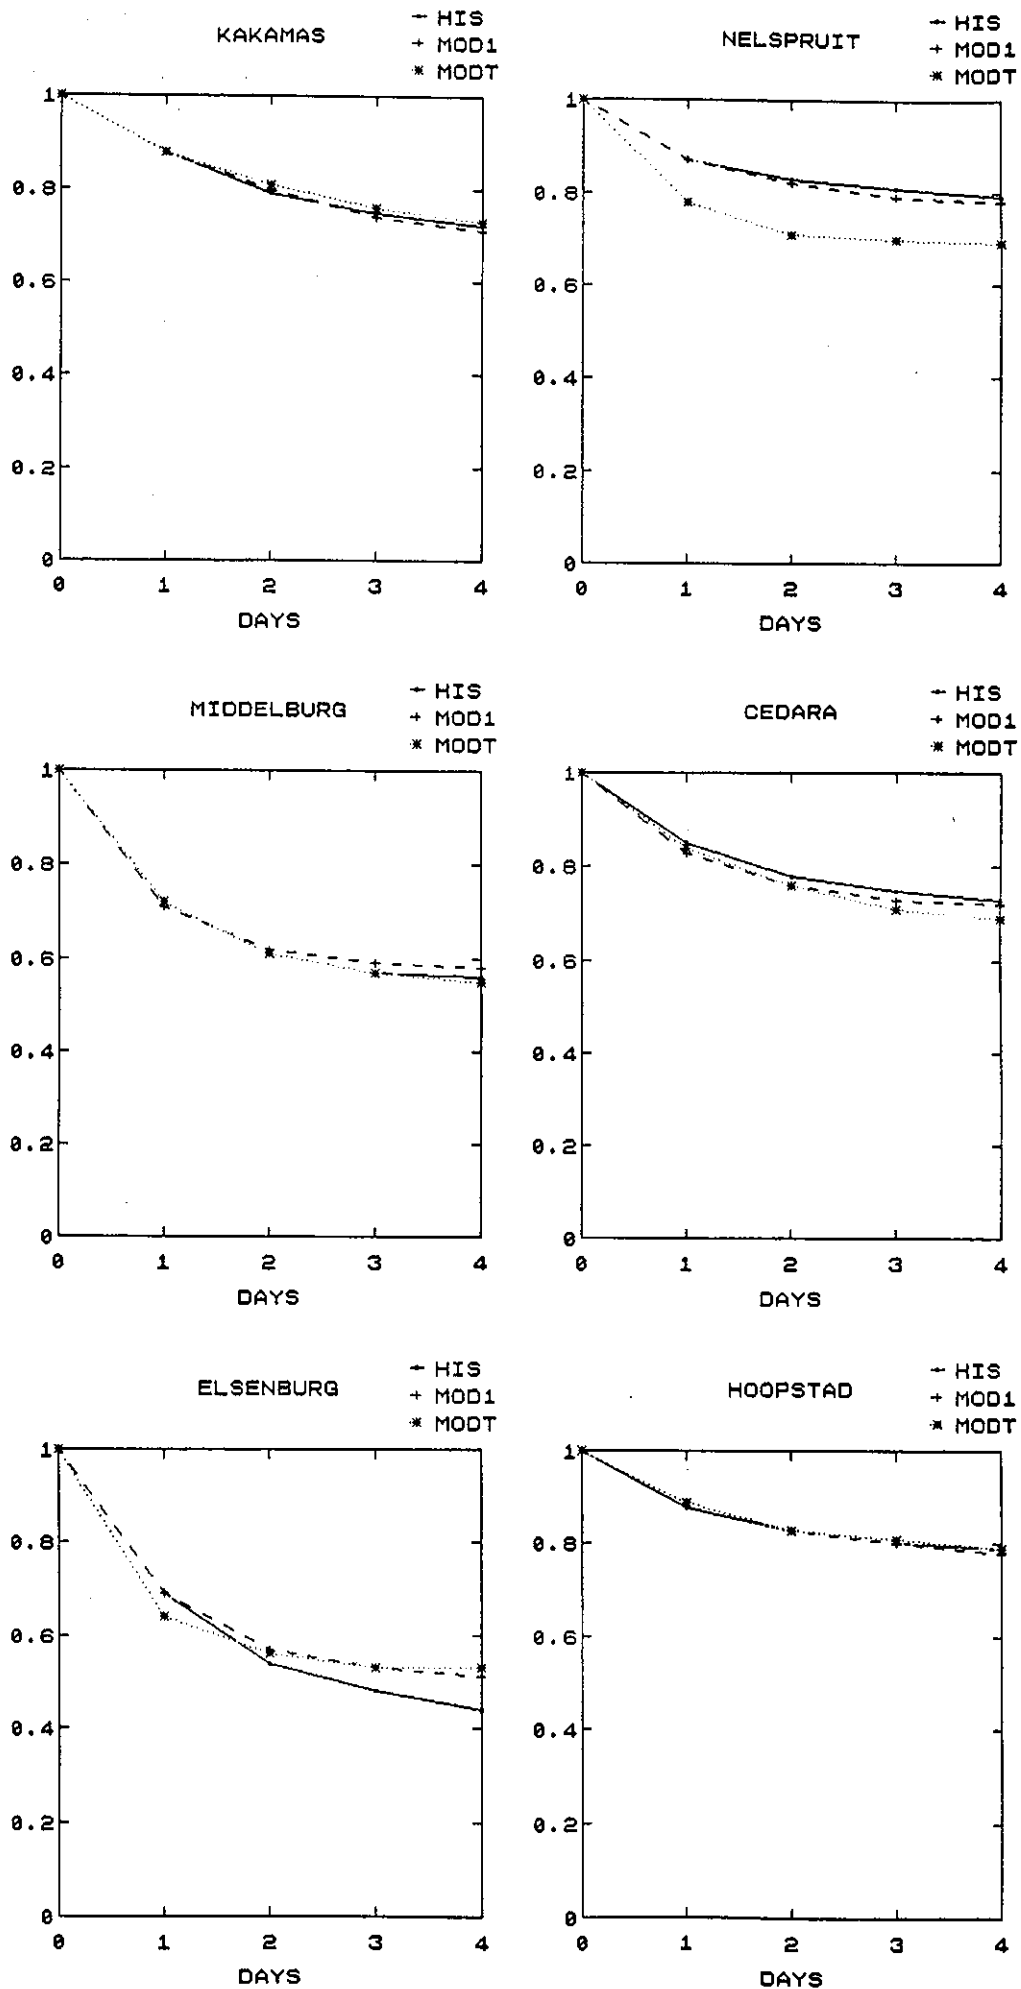 KAKAMAS
HIS
MOD1
MODT
1
0.8
0.6
0.4
0.2
0
0 1 2 3 4
DAYS
NELSPRUIT
HIS
MOD1
MODT
1
0.8
0.6
0.4
0.2
0
0 1 2 3 4
DAYS
MIDDELBURG
HIS
MOD1
MODT
1
0.8
0.6
0.4
0.2
0
0 1 2 3 4
DAYS
CEDARA
HIS
MOD1
MODT
1
0.8
0.6
0.4
0.2
0
0 1 2 3 4
DAYS
ELSENBURG
HIS
MOD1
MODT
1
0.8
0.6
0.4
0.2
0
0 1 2 3 4
DAYS
HOOPSTAD
HIS
MOD1
MODT
1
0.8
0.6
0.4
0.2
0
0 1 2 3 4
DAYS